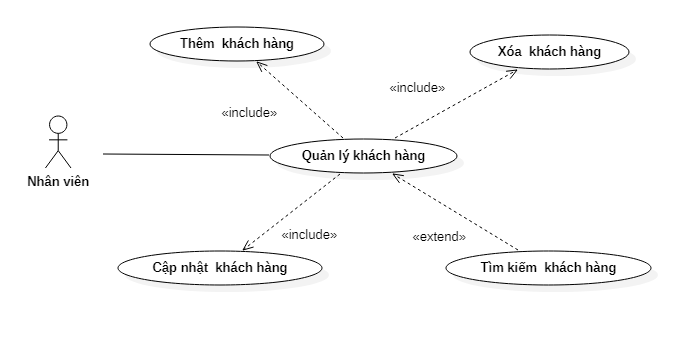 Thêm khách hàng
Xóa khách hàng
«include»
«include»
Quản lý khách hàng
Nhân viên
«include»
«extend»
Cập nhật khách hàng
Tìm kiếm khách hàng